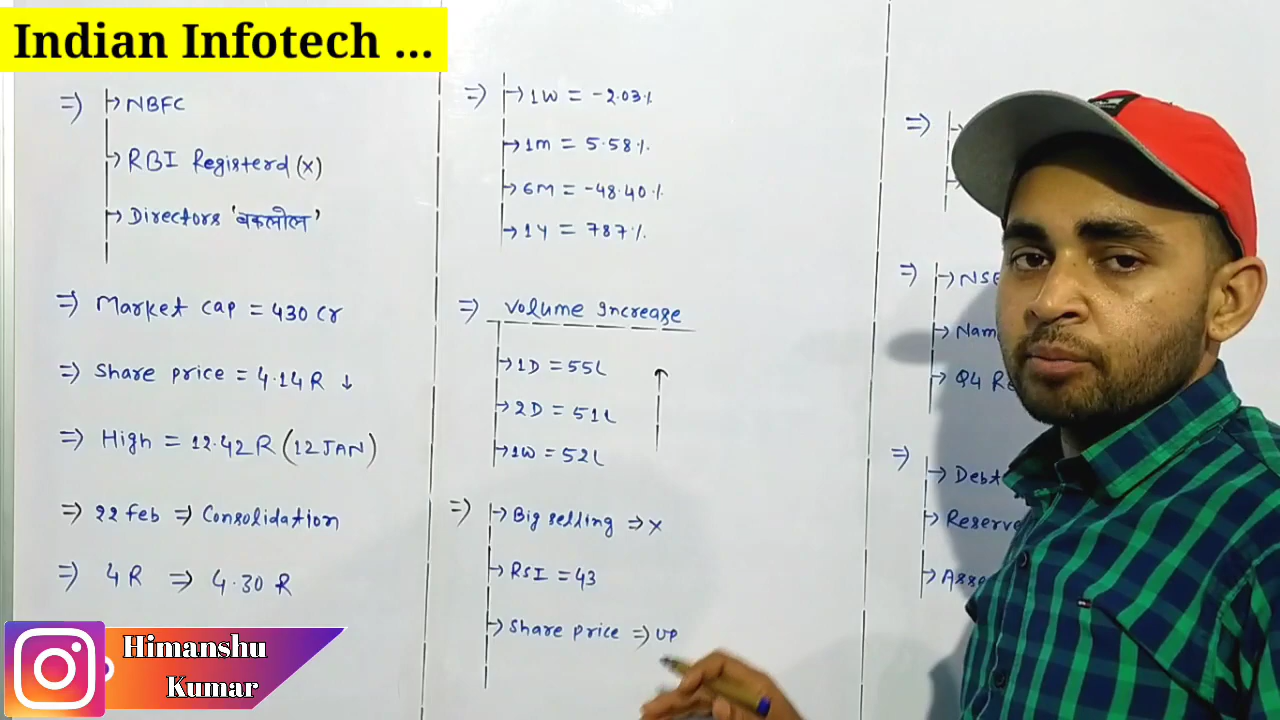 Indian Infotech ...
=> NBFC
RBI Registerd (x)
Directors 'बकलोल'
=> Market cap = 430 Cr
=> Share price = 4.14 R ↓
=> High = 12.42 R (12 JAN)
=> 22 Feb => Consolidation
=> 4 R => 4.30 R
=> 1W = -2.03%
1M = 5.58%
6M = -48.40%
1Y = 787%
=> Volume Increase
1D = 55L
2D = 51L
1W = 52L
=> Big selling => x
RSI = 43
Share price => UP
=>
=> NSE
Nam
Q4 Re
=> Debt
Reserve
Asse
Himanshu
Kumar